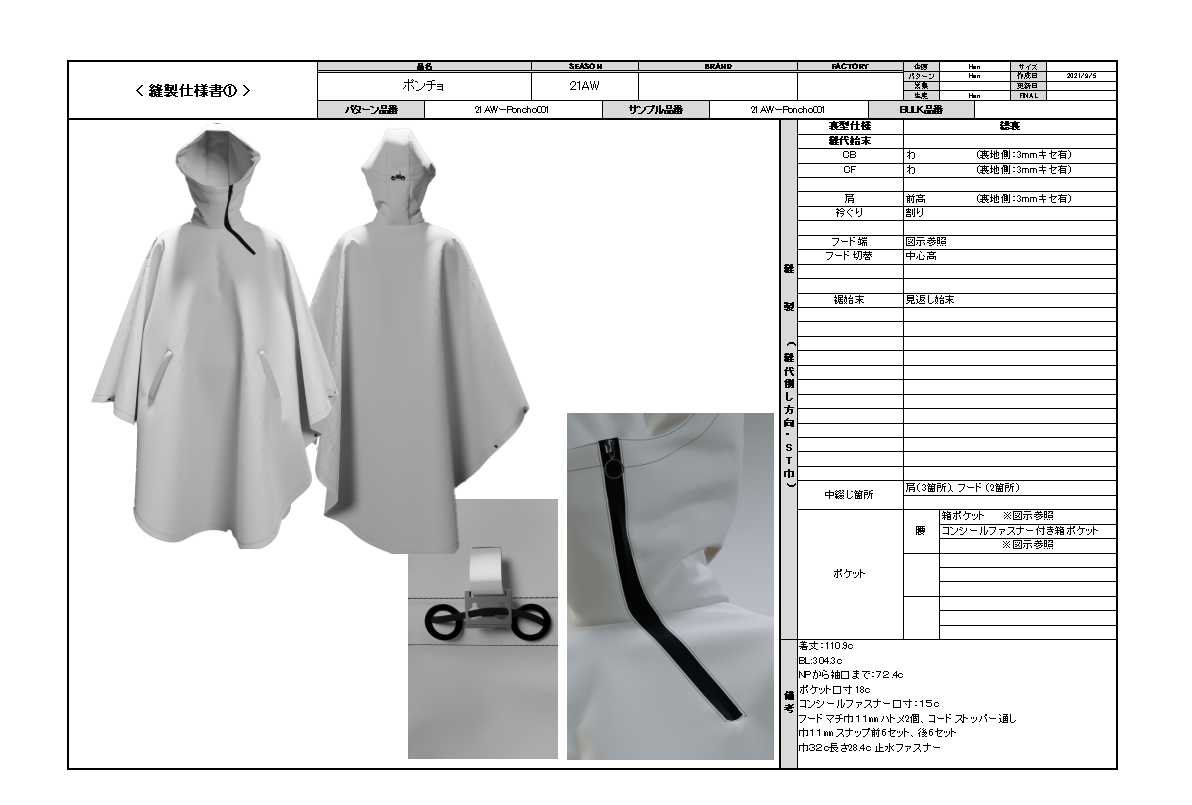 < 縫製仕様書① >
品名 SEASON BRAND FACTORY
ポンチョ 21AW
企画 Han サイズ
パターン Han 作成日 2021/9/5
営業 更新日
生産 Han FINAL
パターン品番 21AW-Poncho001 サンプル品番 21AW-Poncho001 BULK品番
縫製(縫代倒し方向・ST巾)
裏型仕様 総裏
縫代始末
CB わ (裏地側:3mmキセ有)
CF わ (裏地側:3mmキセ有)
肩 前高 (裏地側:3mmキセ有)
衿ぐり 割り
フード端 図示参照
フード切替 中心高
裾始末 見返し始末
中綴じ箇所 肩(3箇所)、フード(2箇所)
ポケット 腰 箱ポケット ※図示参照
コンシールファスナー付き箱ポケット
※図示参照
備考
着丈:110.9c
BL:304.3c
NPから袖口まで:72.4c
ポケット口寸 18c
コンシールファスナー口寸:15c
フードマチ巾11mmハトメ2個、コードストッパー通し
巾11mmスナップ前6セット、後6セット
巾3.2c長さ28.4c 止水ファスナー